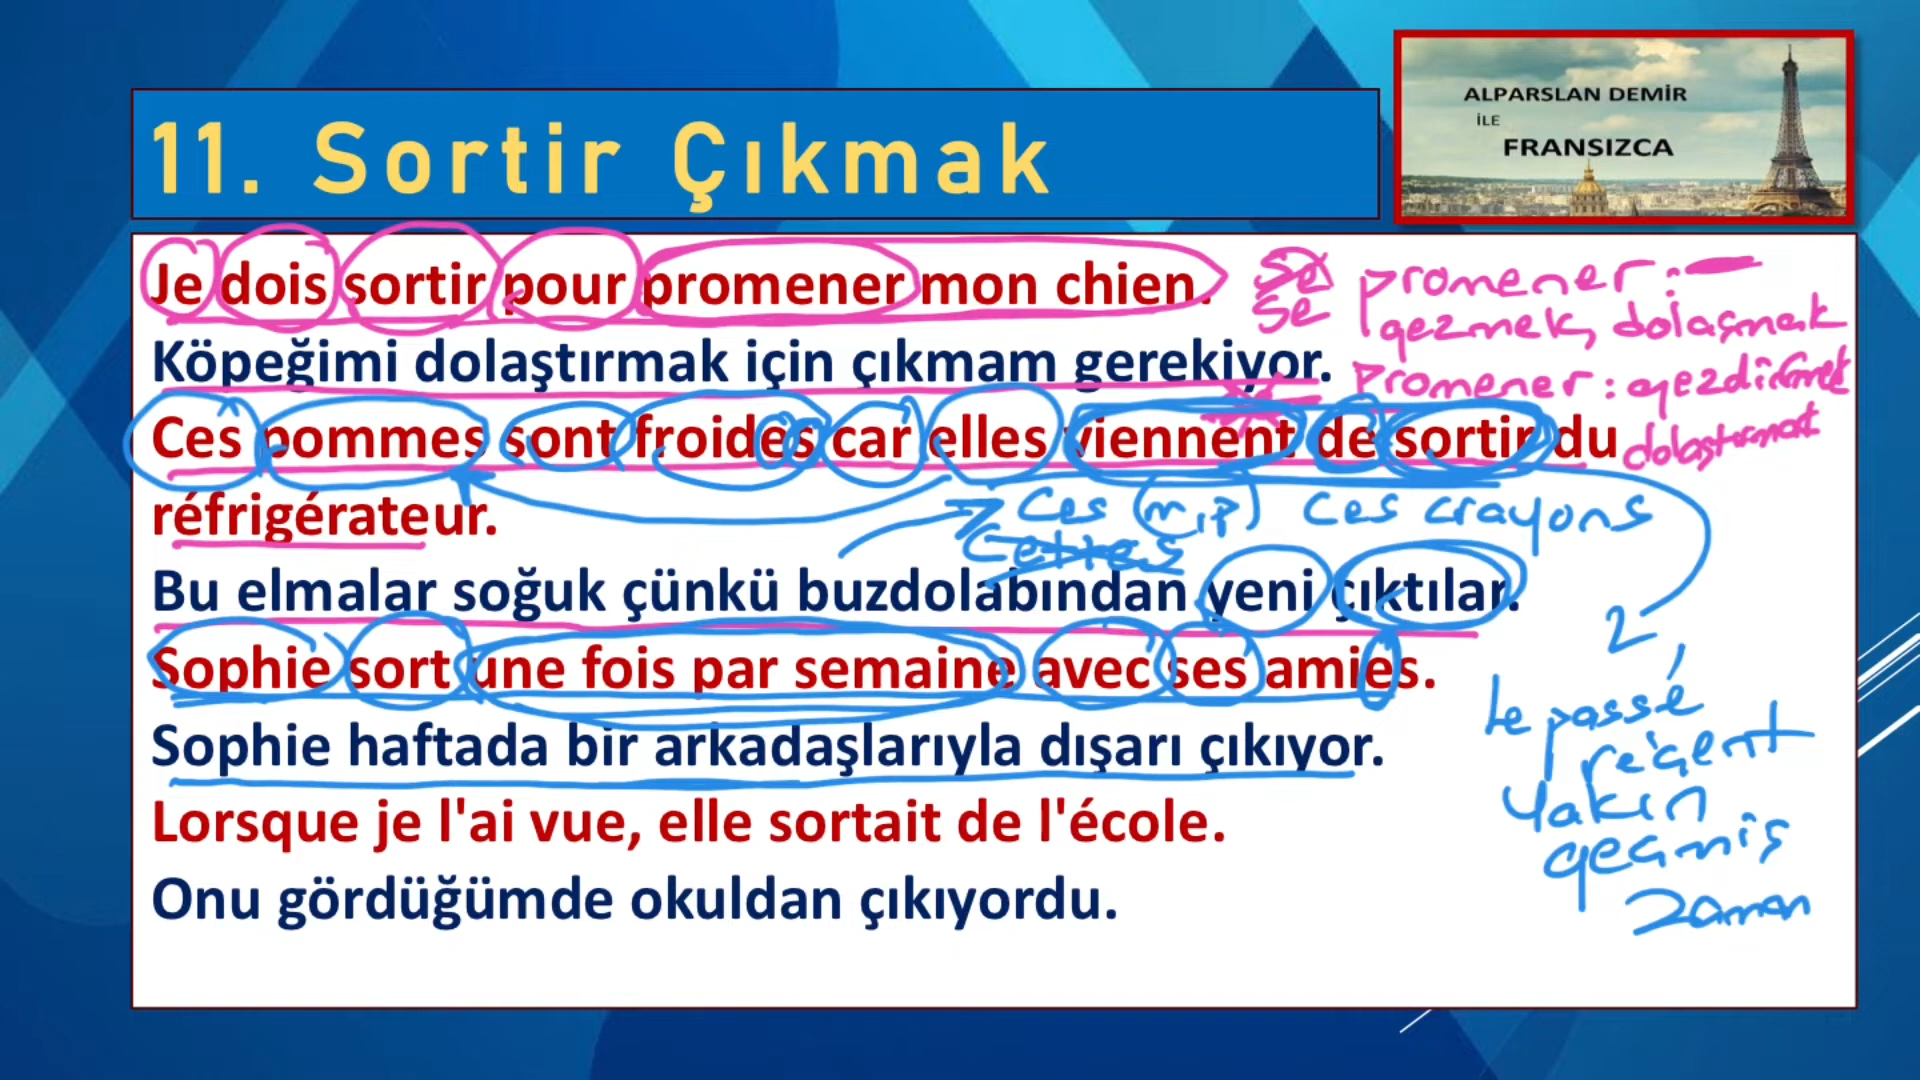 ALPARSLAN DEMİR
İLE
FRANSIZCA
11. Sortir Çıkmak
Je dois sortir pour promener mon chien.
Se
Se promener :
gezmek, dolaşmak
Köpeğimi dolaştırmak için çıkmam gerekiyor.
promener : gezdirmek
dolaştırmak
Ces pommes sont froides car elles viennent de sortir du
réfrigérateur.
Ces (m,p) ces crayons
Cettes
Bu elmalar soğuk çünkü buzdolabından yeni çıktılar.
Sophie sort une fois par semaine avec ses amies.
Sophie haftada bir arkadaşlarıyla dışarı çıkıyor.
Le passé
reçent
yakın
geçmiş
zaman
Lorsque je l'ai vue, elle sortait de l'école.
Onu gördüğümde okuldan çıkıyordu.